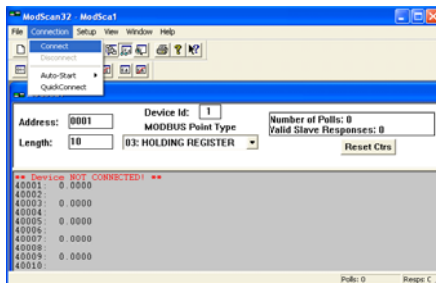 ModScan32 - ModSca1
File Connection Setup View Window Help
Connect
Disconnect
Auto-Start
QuickConnect
Address: 0001
Device Id: 1
MODBUS Point Type
Number of Polls: 0
Valid Slave Responses: 0
Length: 10
03: HOLDING REGISTER
Reset Ctrs
** Device NOT CONNECTED! **
40001: 0.0000
40002:
40003: 0.0000
40004:
40005: 0.0000
40006:
40007: 0.0000
40008:
40009: 0.0000
40010:
Polls: 0 Resps: